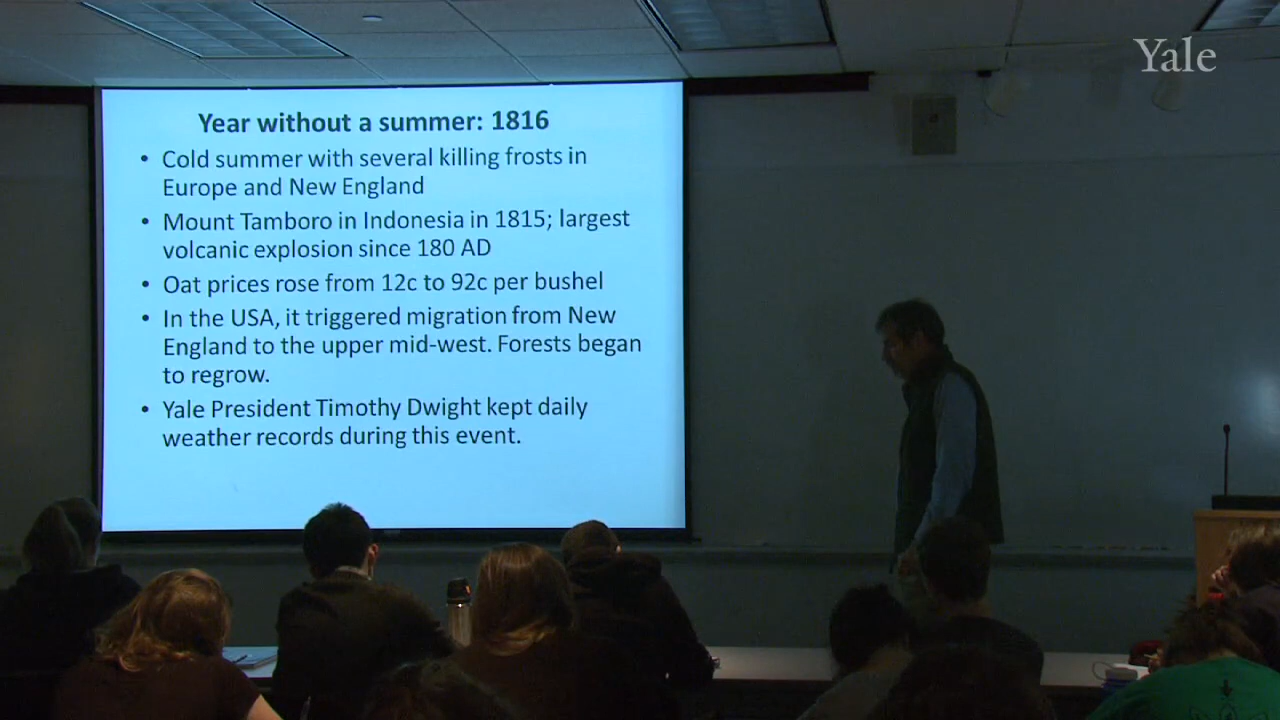 Yale
Year without a summer: 1816
• Cold summer with several killing frosts in
Europe and New England
• Mount Tamboro in Indonesia in 1815; largest
volcanic explosion since 180 AD
• Oat prices rose from 12c to 92c per bushel
• In the USA, it triggered migration from New
England to the upper mid-west. Forests began
to regrow.
• Yale President Timothy Dwight kept daily
weather records during this event.